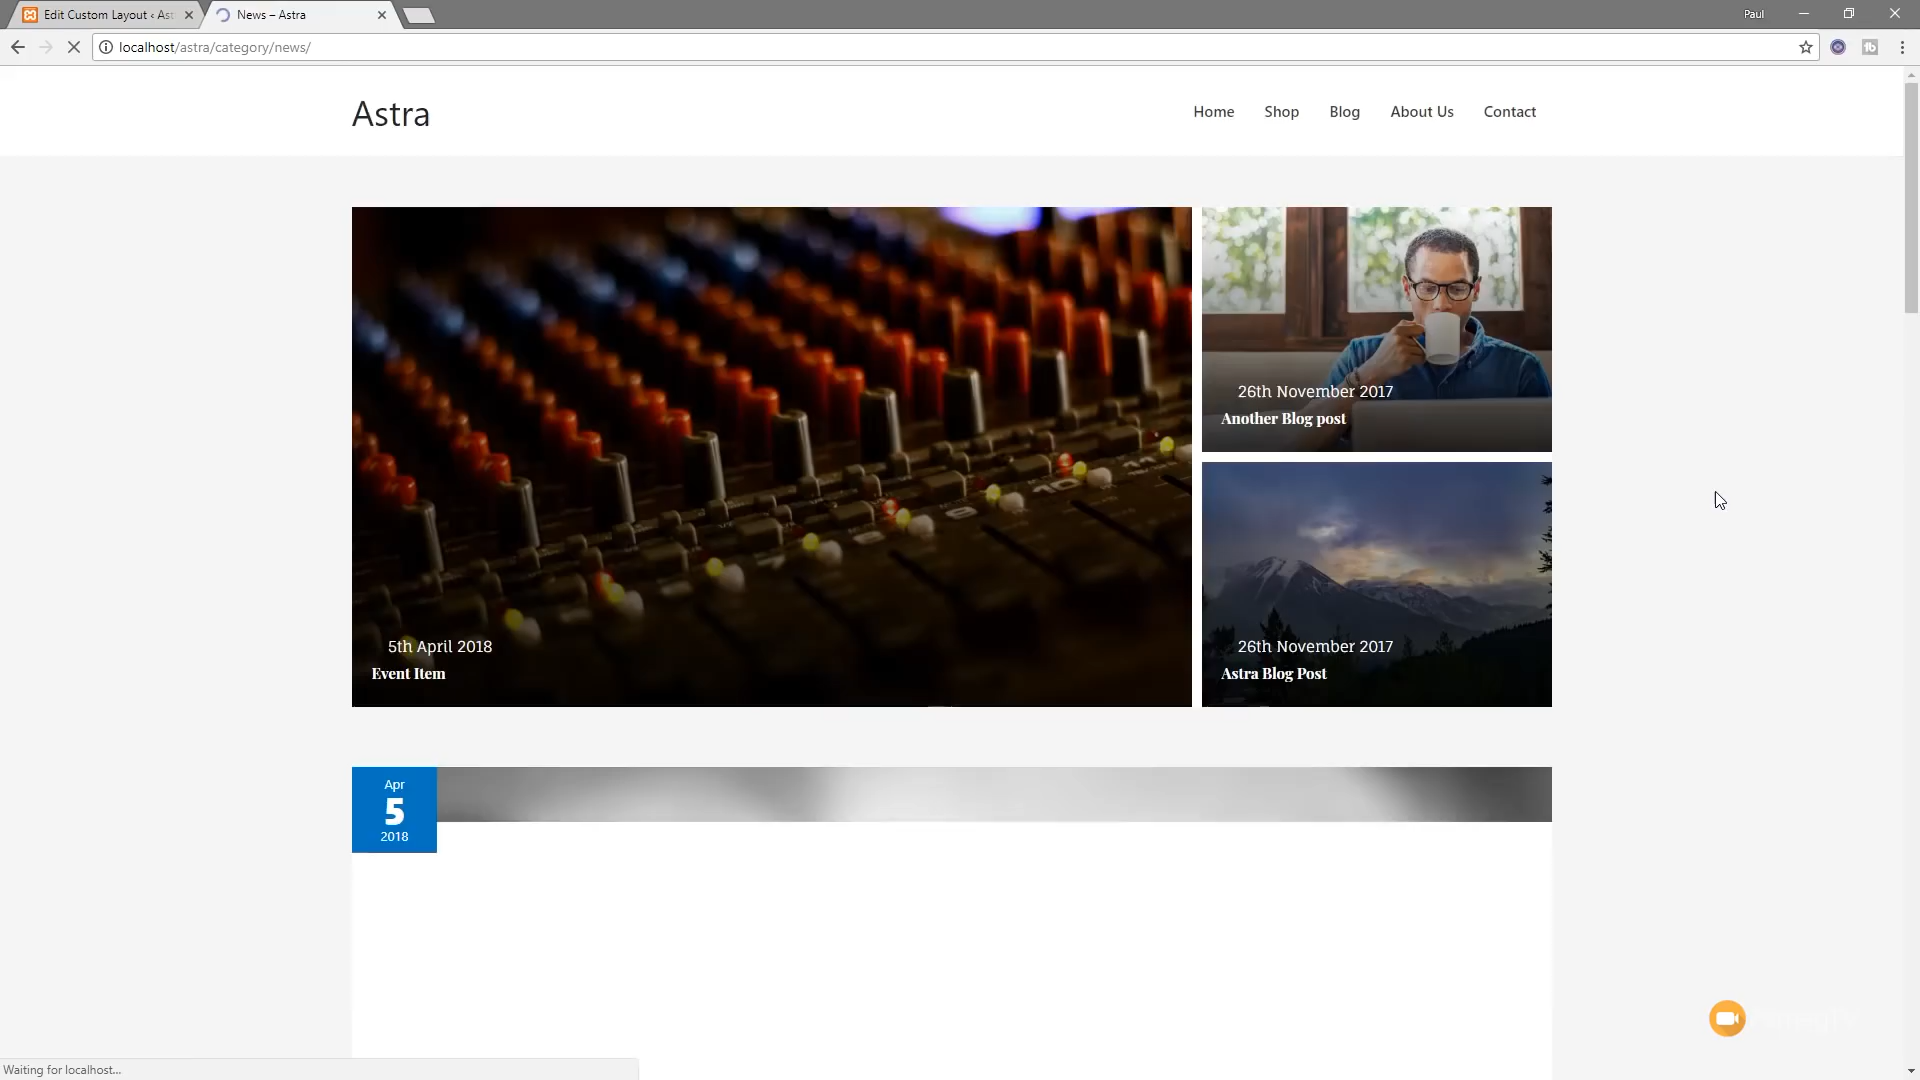 Edit Custom Layout ‹ Ast
News – Astra
Paul
localhost/astra/category/news/
Astra
Home
Shop
Blog
About Us
Contact
26th November 2017
Another Blog post
5th April 2018
Event Item
26th November 2017
Astra Blog Post
Apr
5
2018
Waiting for localhost...